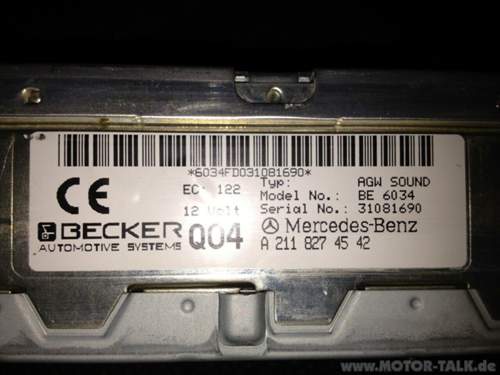 *6034FD031081690*
CE
EC: 122
12 Volt
BECKER
AUTOMOTIVE SYSTEMS
Q04
Typ: AGW SOUND
Model No.: BE 6034
Serial No.: 31081690
Mercedes-Benz
A 211 827 45 42
www.MOTOR-TALK.de